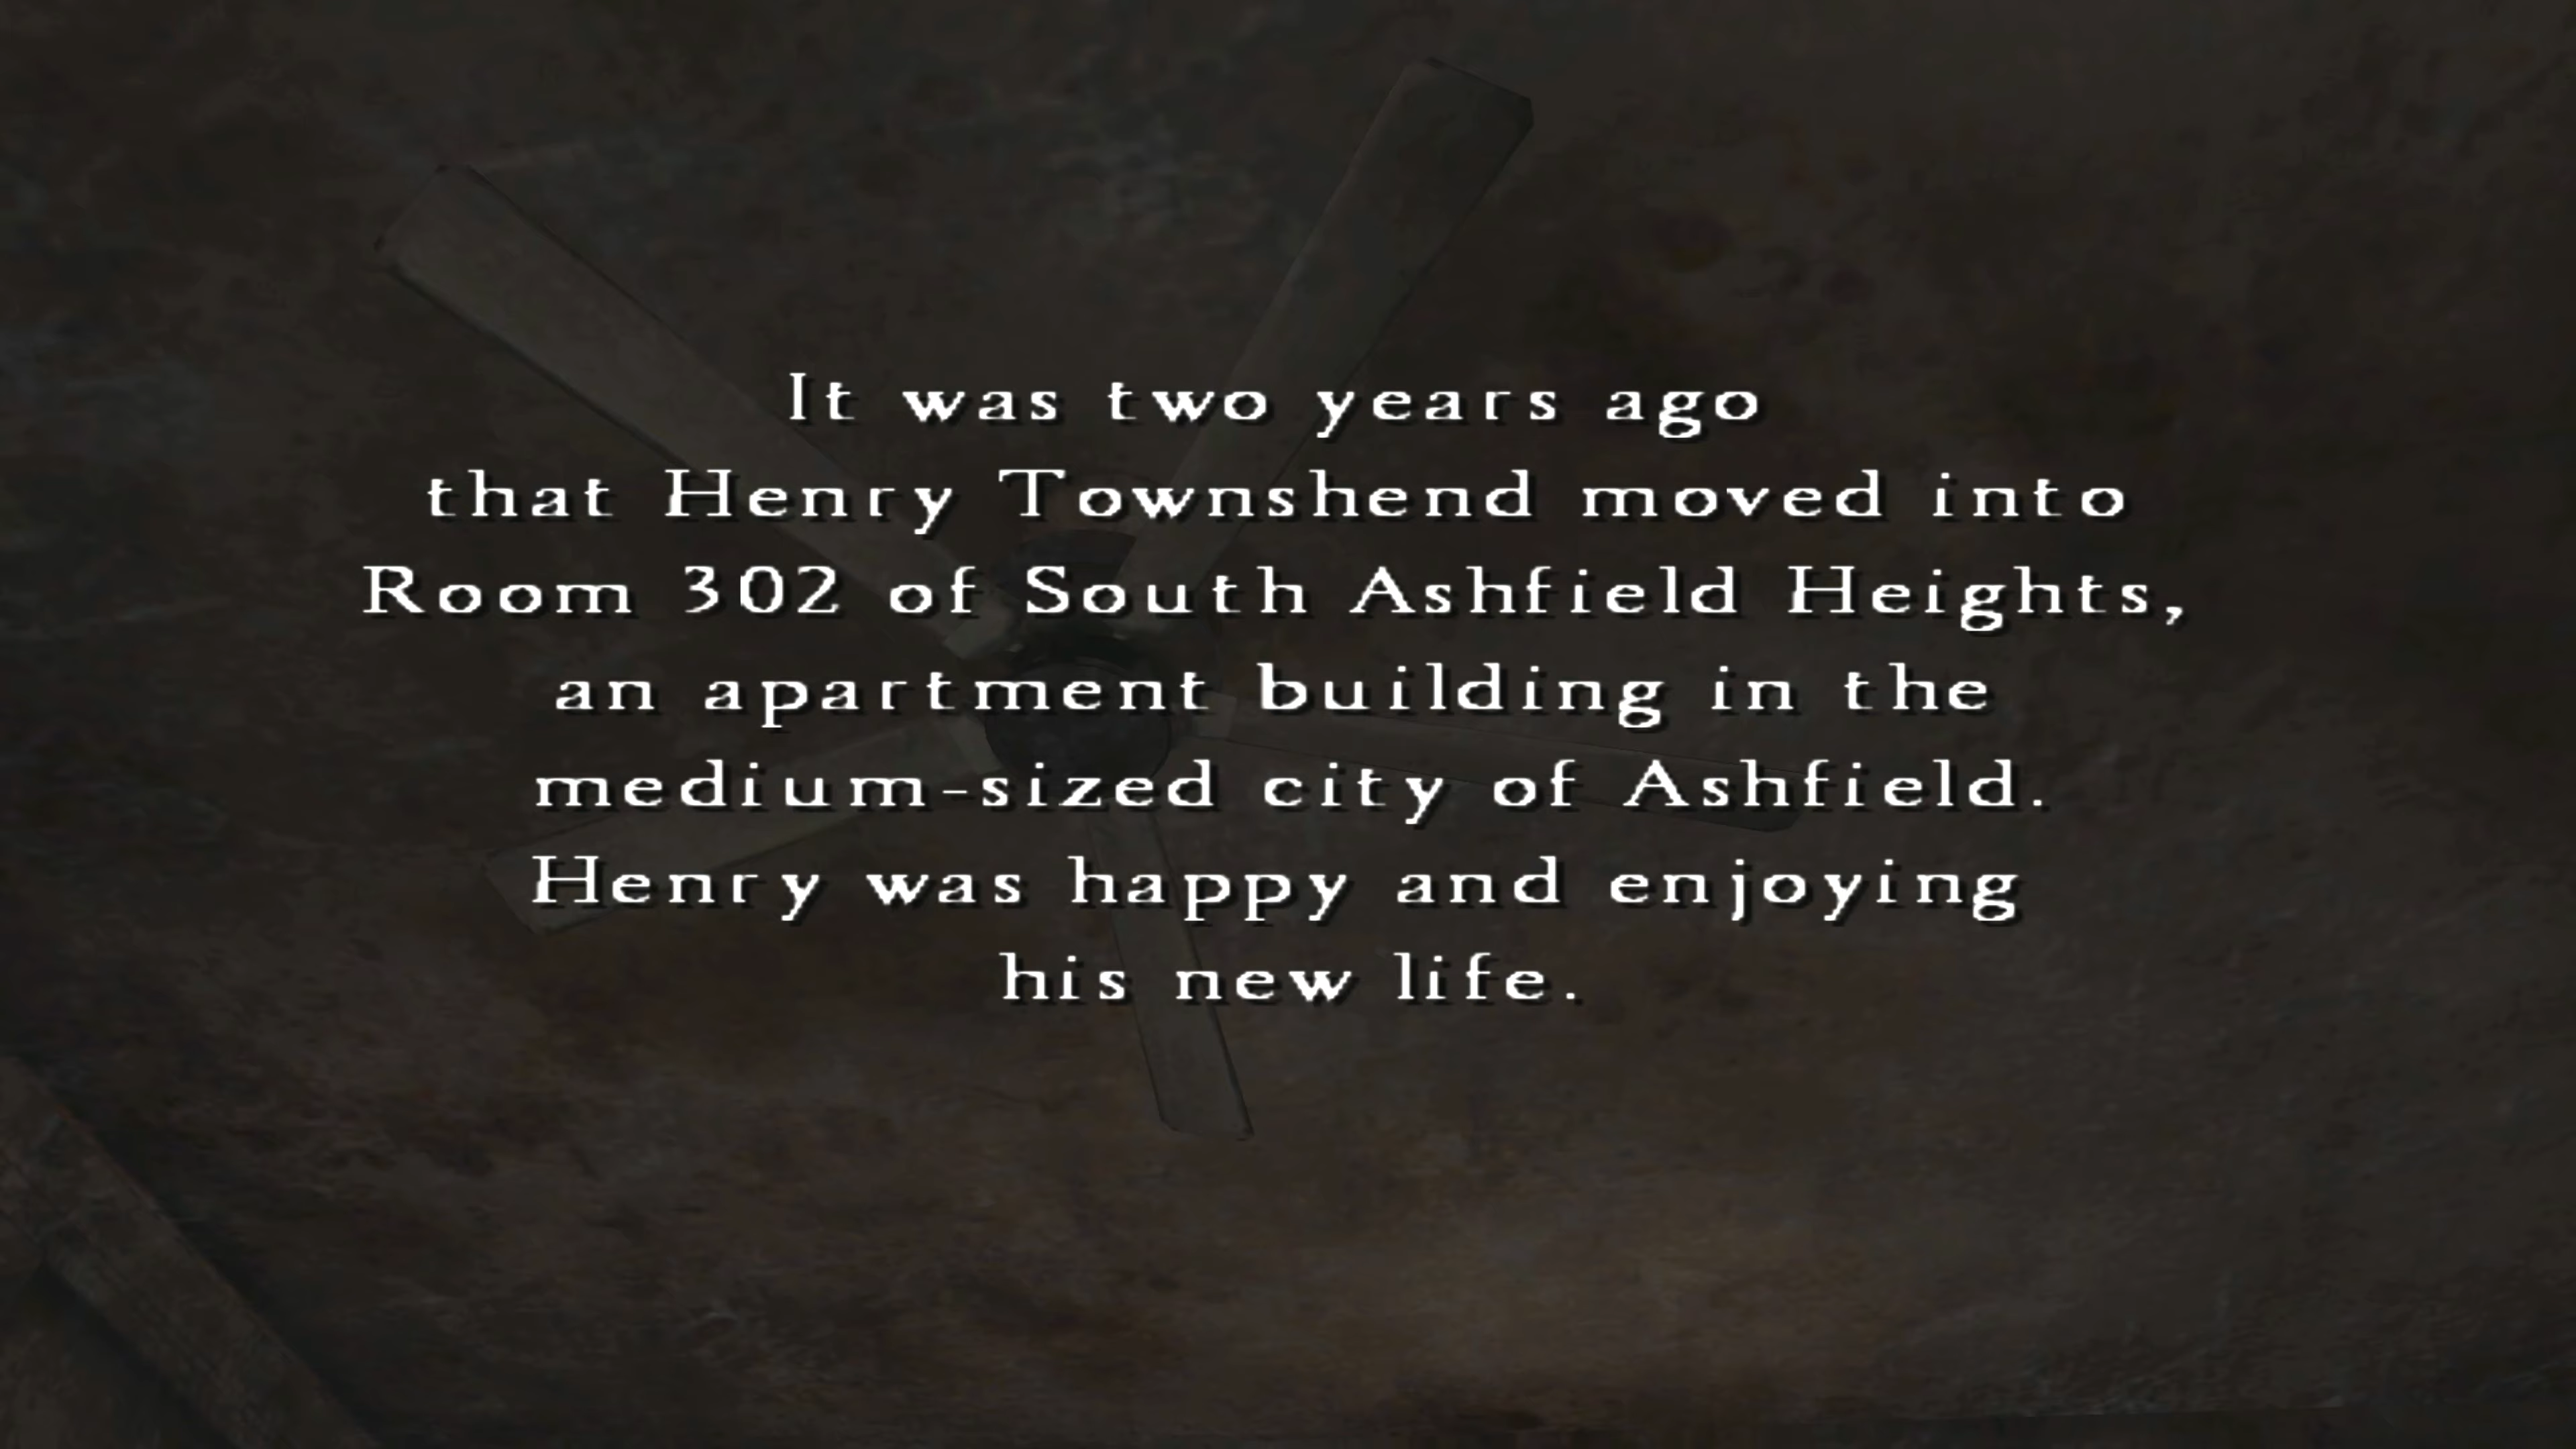 It was two years ago
that Henry Townshend moved into
Room 302 of South Ashfield Heights,
an apartment building in the
medium-sized city of Ashfield.
Henry was happy and enjoying
his new life.